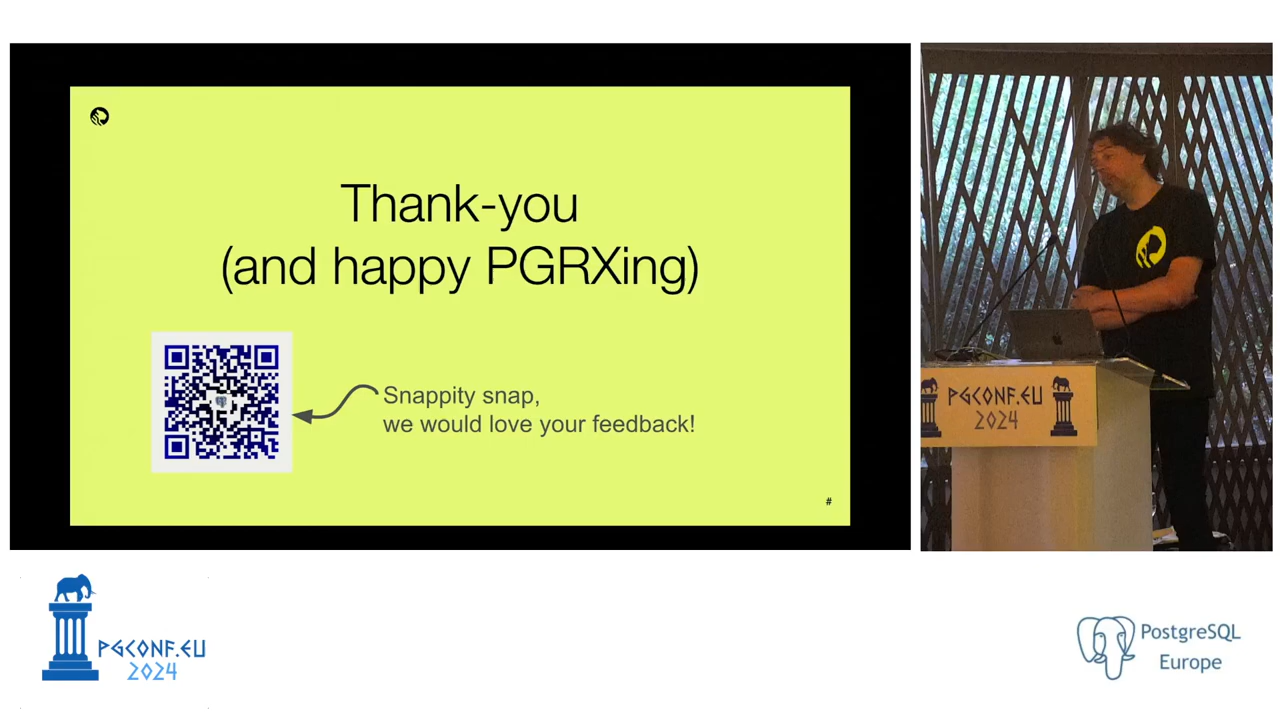 Thank-you
(and happy PGRXing)
Snappity snap,
we would love your feedback!
#
PGCONF.EU
2024
PGCONF.EU
2024
PostgreSQL
Europe